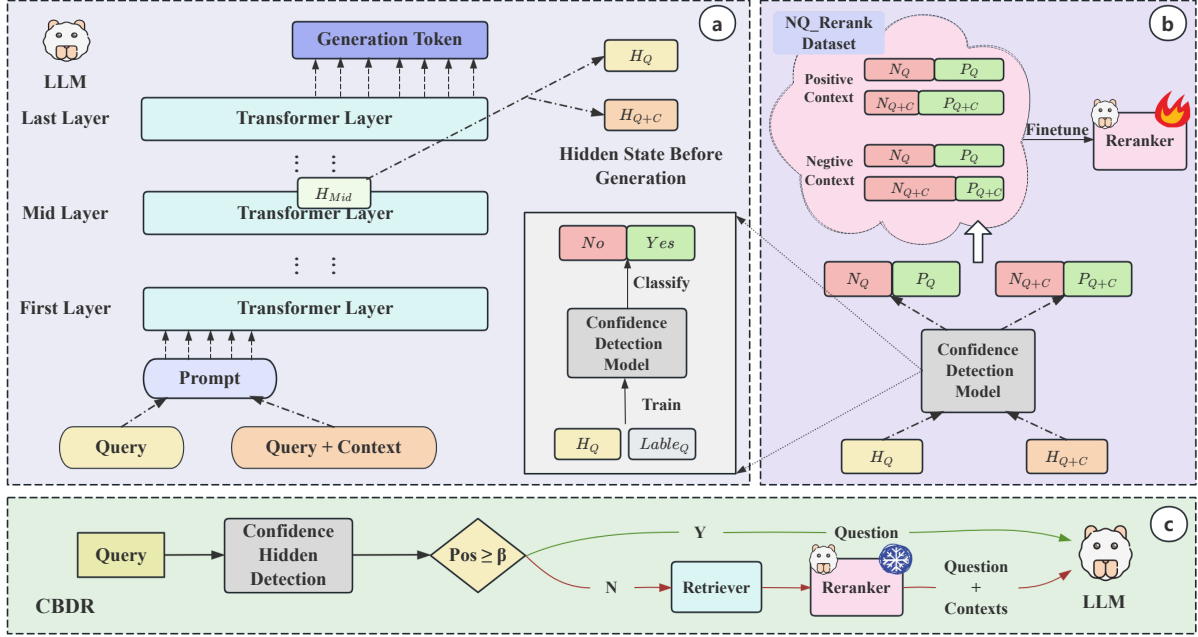 a
Generation Token
LLM
Last Layer
Transformer Layer
H_Q
H_{Q+C}
Hidden State Before
Generation
H_{Mid}
Mid Layer
Transformer Layer
First Layer
Transformer Layer
Prompt
Query
Query + Context
No
Yes
Classify
Confidence
Detection
Model
Train
H_Q
Lable_Q
b
NQ_Rerank
Dataset
Positive
Context
N_Q
P_Q
N_{Q+C}
P_{Q+C}
Negtive
Context
N_Q
P_Q
N_{Q+C}
P_{Q+C}
Finetune
Reranker
N_Q
P_Q
N_{Q+C}
P_{Q+C}
Confidence
Detection
Model
H_Q
H_{Q+C}
c
Query
Confidence
Hidden
Detection
Pos ≥ β
Y
Question
N
Retriever
Reranker
Question
+
Contexts
LLM
CBDR